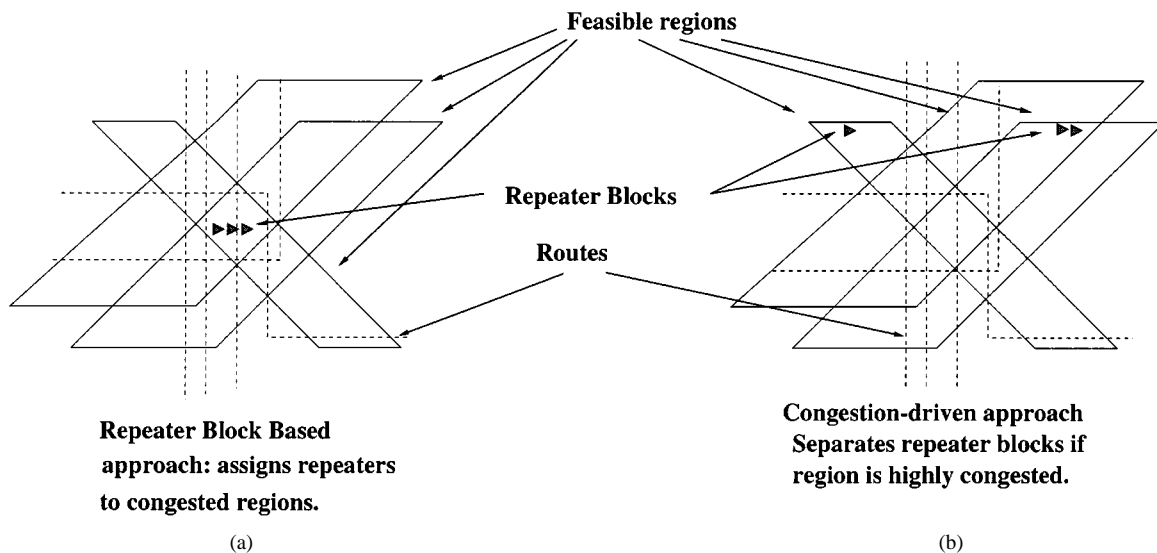 Feasible regions
Repeater Blocks
Routes
Repeater Block Based
approach: assigns repeaters
to congested regions.
(a)
Congestion-driven approach
Separates repeater blocks if
region is highly congested.
(b)